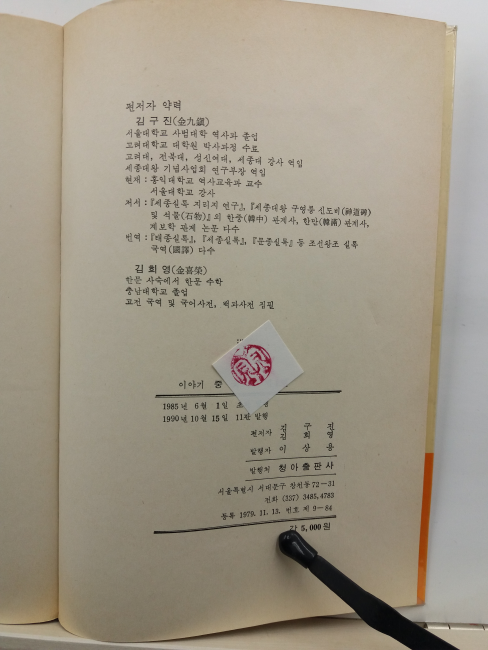 편저자 약력
김 구 진(金九鎭)
서울대학교 사범대학 역사과 졸업
고려대학교 대학원 박사과정 수료
고려대, 전북대, 성신여대, 세종대 강사 역임
세종대왕 기념사업회 연구부장 역임
현재 : 홍익대학교 역사교육과 교수
서울대학교 강사
저서 : 『세종실록 지리지 연구』, 『세종대왕 구영릉 신도비(神道碑)
및 석물(石物)』의 한중(韓中) 관계사, 한만(韓滿) 관계사,
계보학 관계 논문 다수
번역 : 『태종실록』, 『세종실록』, 『문종실록』 등 조선왕조 실록
국역(國譯) 다수
김 희 영(金喜榮)
한문 사숙에서 한문 수학
충남대학교 졸업
고전 국역 및 국어사전, 백과사전 집필
이야기 중
1985년 6월 1일
1990년 10월 15일 11판 발행
편저자 김 구 진
김 희 영
발행자 이 상 용
발행처 청아출판사
서울특별시 서대문구 창천동 72-31
전화 (337) 3485,4783
등록 1979. 11. 13. 번호 제 9-84
값 5,000원